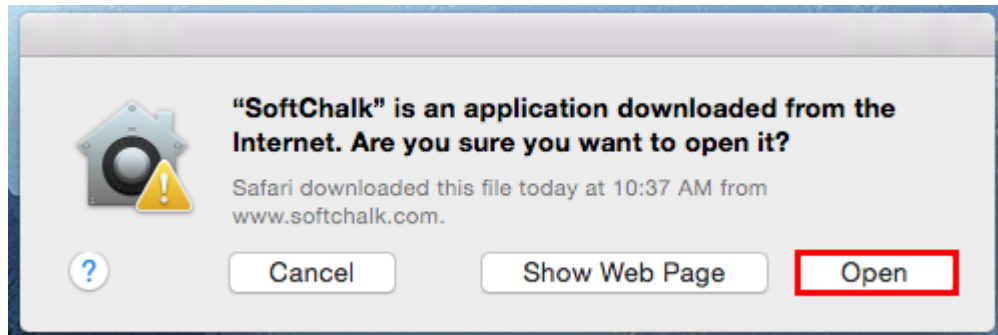 “SoftChalk” is an application downloaded from the
Internet. Are you sure you want to open it?
Safari downloaded this file today at 10:37 AM from
www.softchalk.com.
?
Cancel
Show Web Page
Open